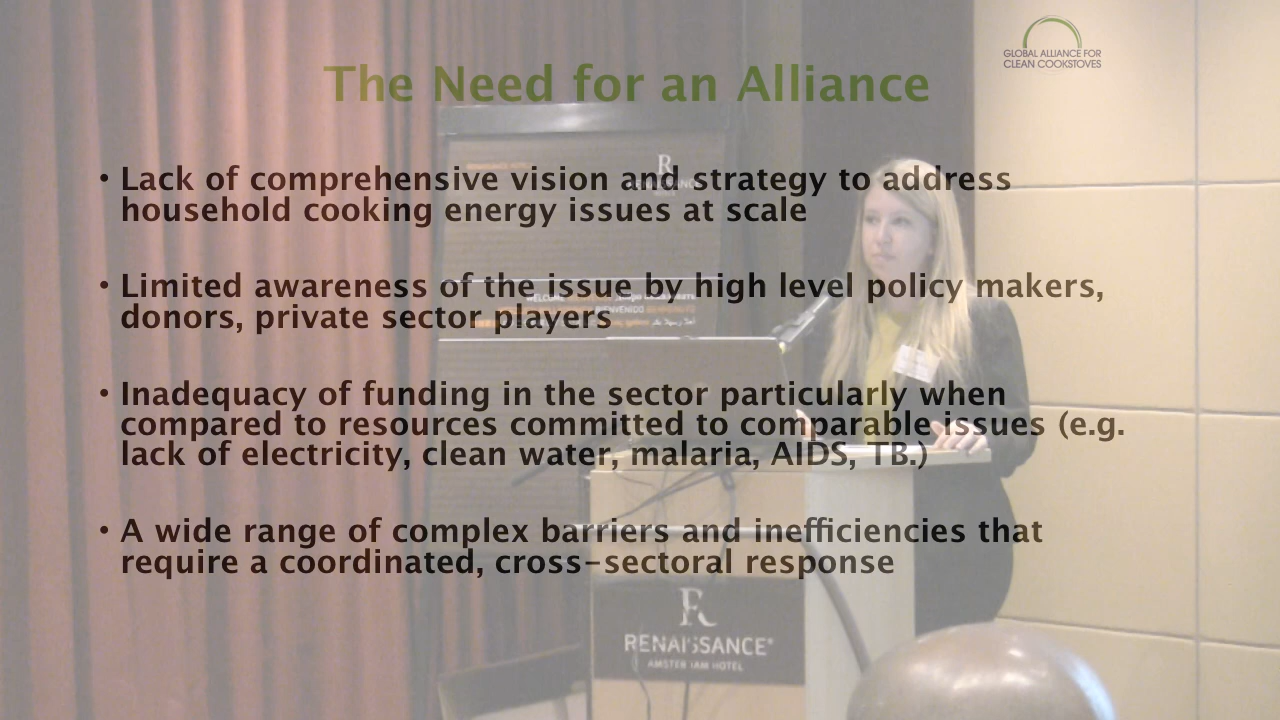 GLOBAL ALLIANCE FOR
CLEAN COOKSTOVES
The Need for an Alliance
• Lack of comprehensive vision and strategy to address
household cooking energy issues at scale
• Limited awareness of the issue by high level policy makers,
donors, private sector players
• Inadequacy of funding in the sector particularly when
compared to resources committed to comparable issues (e.g.
lack of electricity, clean water, malaria, AIDS, TB.)
• A wide range of complex barriers and inefficiencies that
require a coordinated, cross-sectoral response
R
WELCOME
BIENVENIDO
R
RENAISSANCE®
AMSTERDAM HOTEL